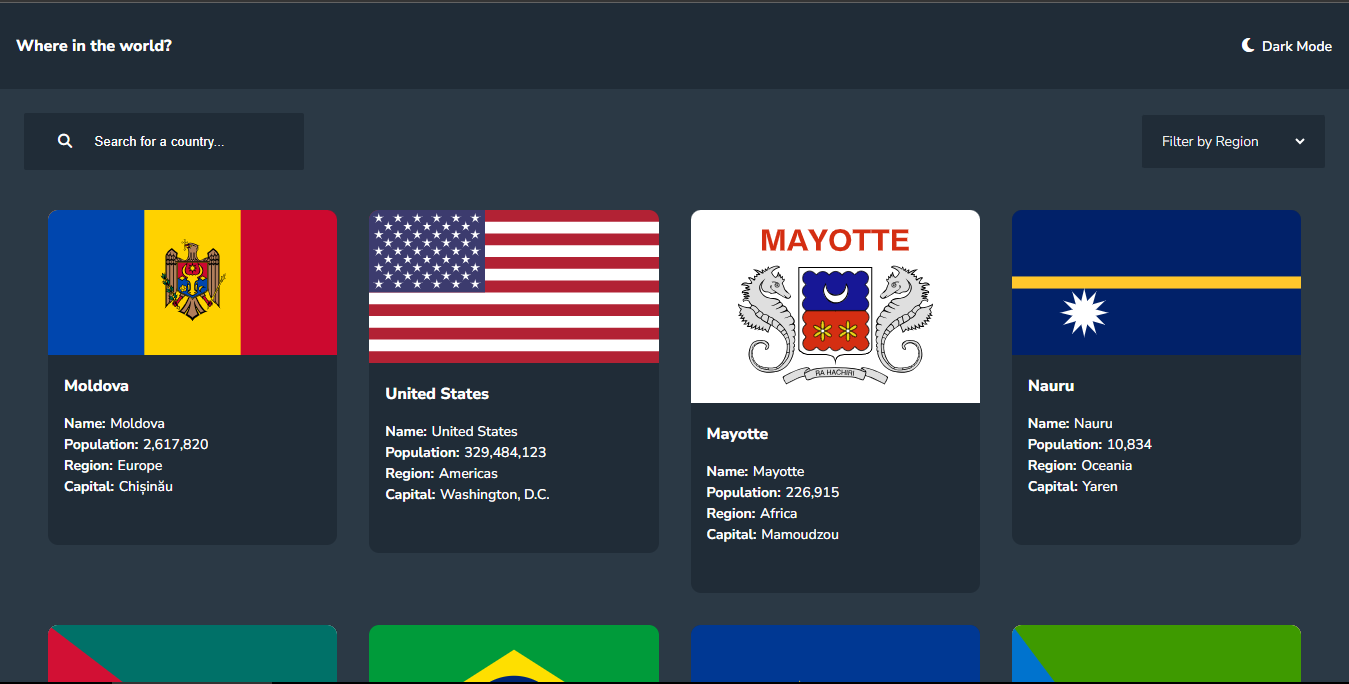 Where in the world?
Dark Mode
Search for a country...
Filter by Region
Moldova
Name: Moldova
Population: 2,617,820
Region: Europe
Capital: Chișinău
United States
Name: United States
Population: 329,484,123
Region: Americas
Capital: Washington, D.C.
MAYOTTE
RA HACHIRI
Mayotte
Name: Mayotte
Population: 226,915
Region: Africa
Capital: Mamoudzou
Nauru
Name: Nauru
Population: 10,834
Region: Oceania
Capital: Yaren